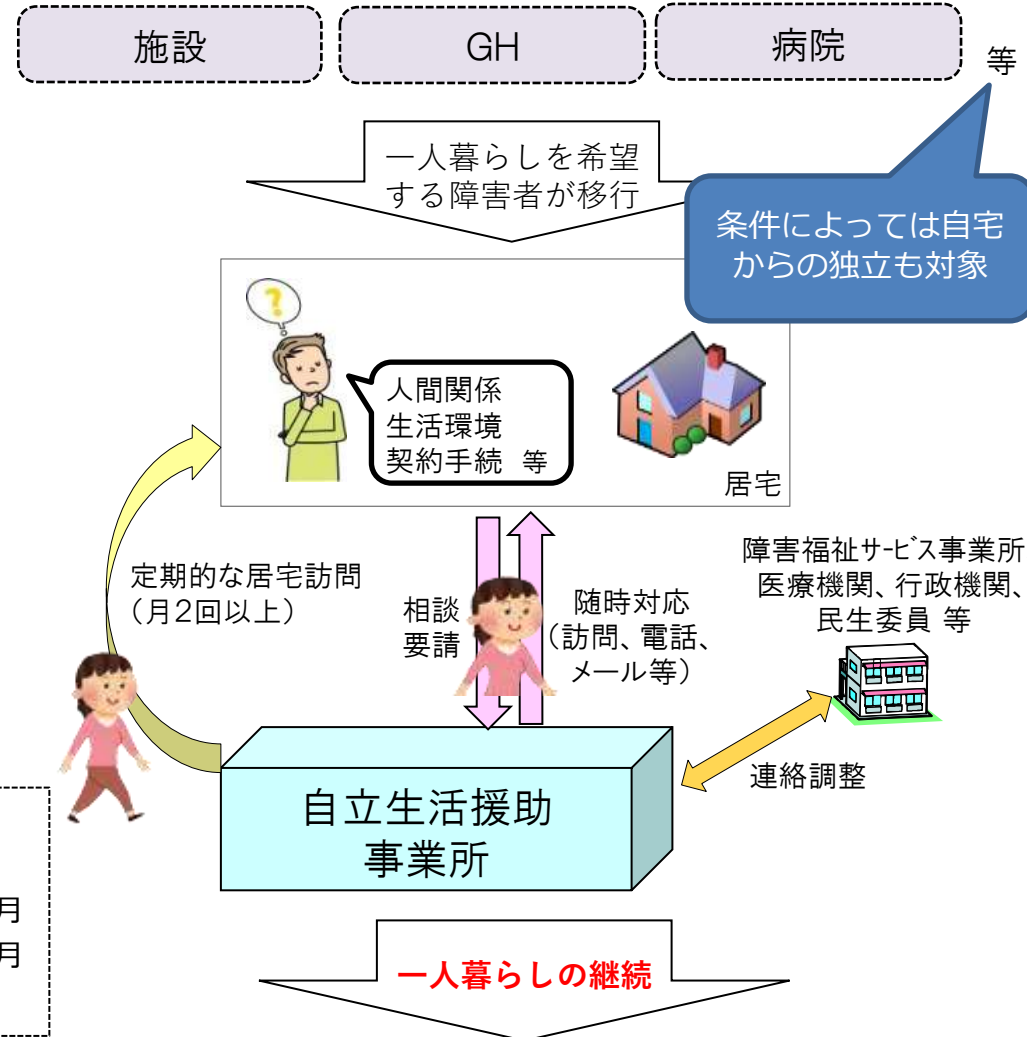 施設
GH
病院
等
一人暮らしを希望
する障害者が移行
条件によっては自宅
からの独立も対象
?
人間関係
生活環境
契約手続 等
居宅
定期的な居宅訪問
(月2回以上)
相談
要請
随時対応
(訪問、電話、
メール等)
障害福祉サービス事業所
医療機関、行政機関、
民生委員 等
連絡調整
自立生活援助
事業所
月
月
一人暮らしの継続